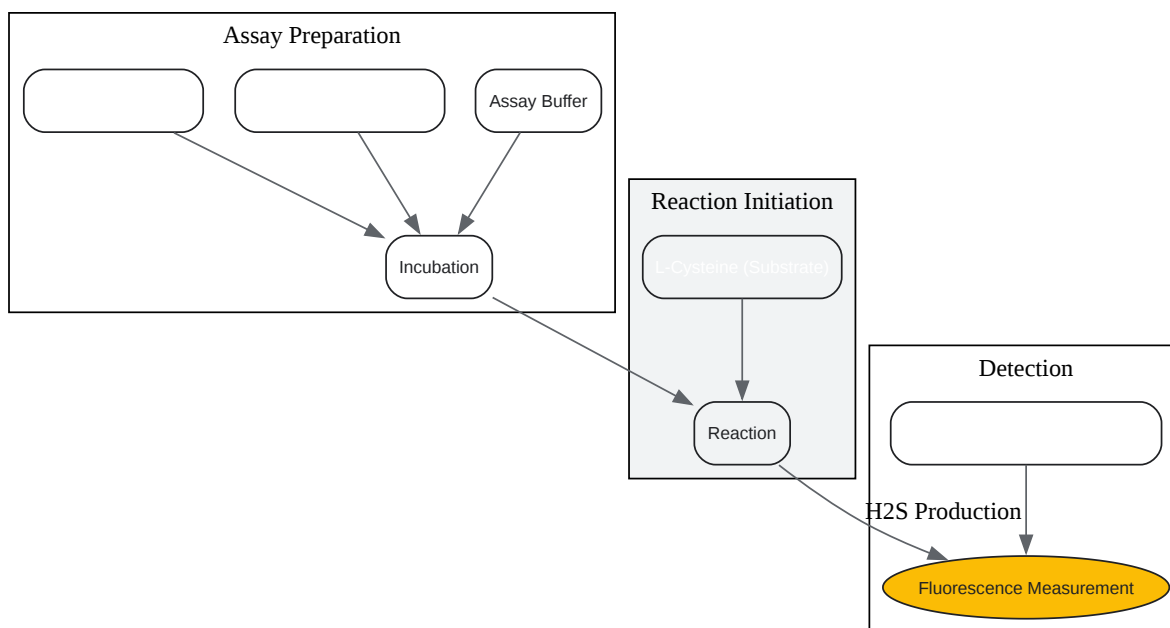 Assay Preparation
Assay Buffer
Incubation
Reaction Initiation
L-Cysteine (Substrate)
Reaction
H2S Production
Detection
Fluorescence Measurement